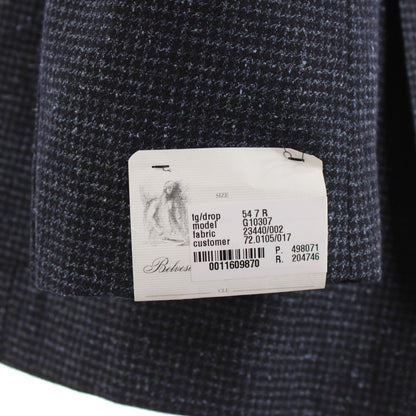 SIZE
tg/drop 54 7 R
model G10307
fabric 23440/002
customer 72.0105/017
P. 498071
R. 204746
0011609870